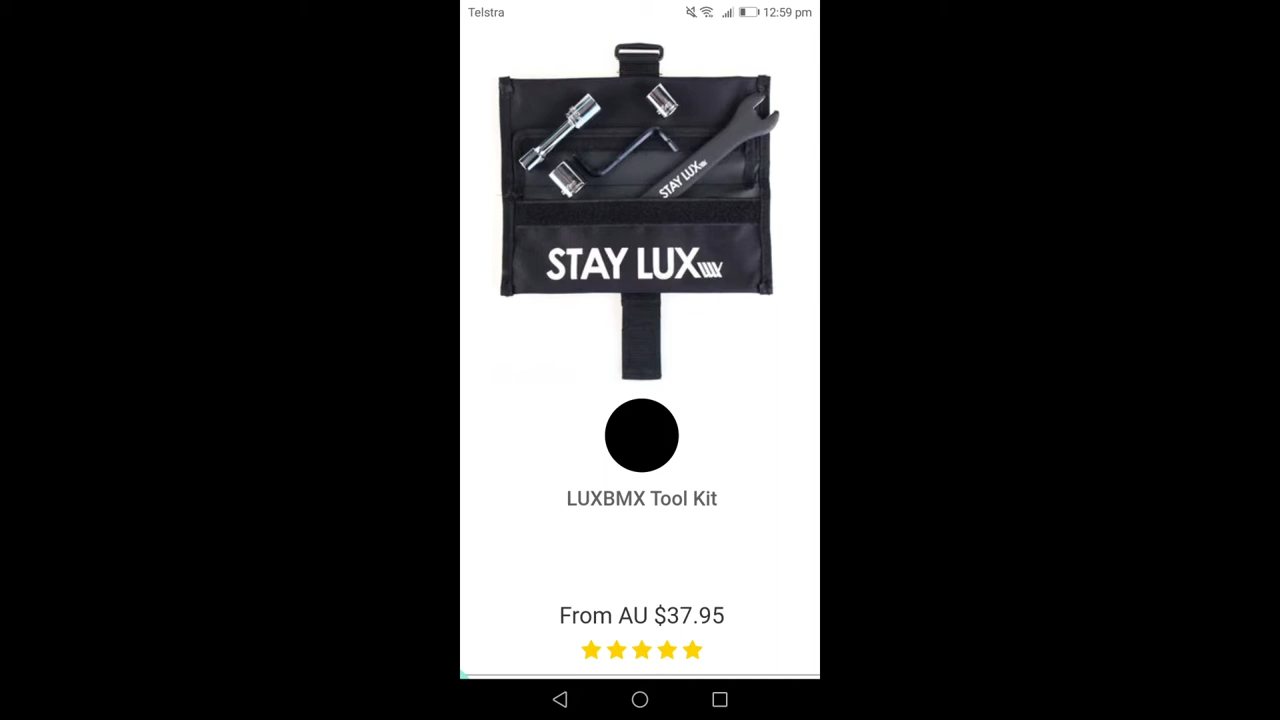 Telstra
12:59 pm
STAY LUX
STAY LUX
LUXBMX Tool Kit
From AU $37.95